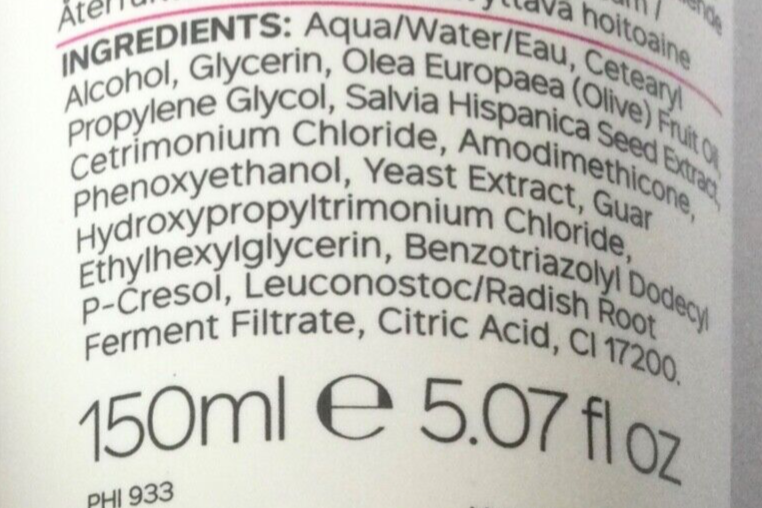 yttävä hoitoaine
INGREDIENTS: Aqua/Water/Eau, Cetearyl
Alcohol, Glycerin, Olea Europaea (Olive) Fruit Oil,
Propylene Glycol, Salvia Hispanica Seed Extract,
Cetrimonium Chloride, Amodimethicone,
Phenoxyethanol, Yeast Extract, Guar
Hydroxypropyltrimonium Chloride,
Ethylhexylglycerin, Benzotriazolyl Dodecyl
P-Cresol, Leuconostoc/Radish Root
Ferment Filtrate, Citric Acid, CI 17200.
150ml e 5.07 fl oz
PHI 933